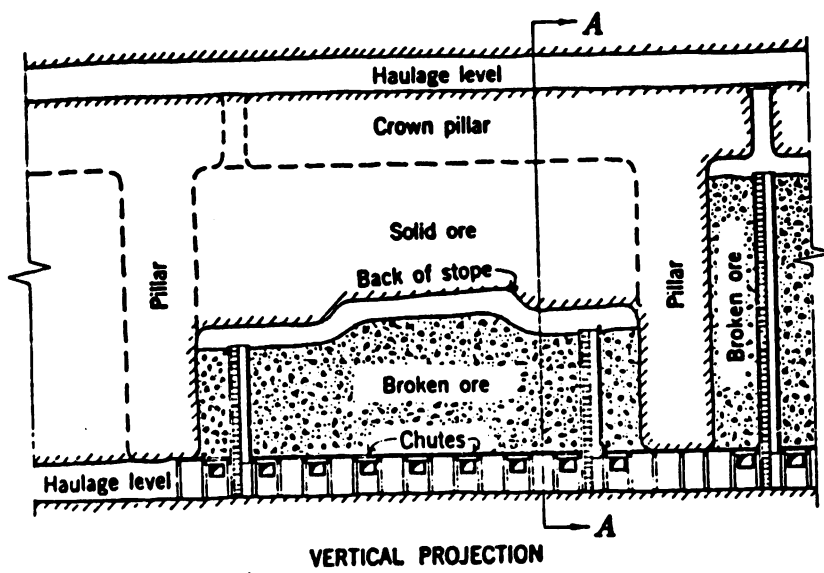 A
Haulage level
Crown pillar
Solid ore
Back of stope
Pillar
Pillar
Broken ore
Broken ore
Chutes
Haulage level
A
VERTICAL PROJECTION